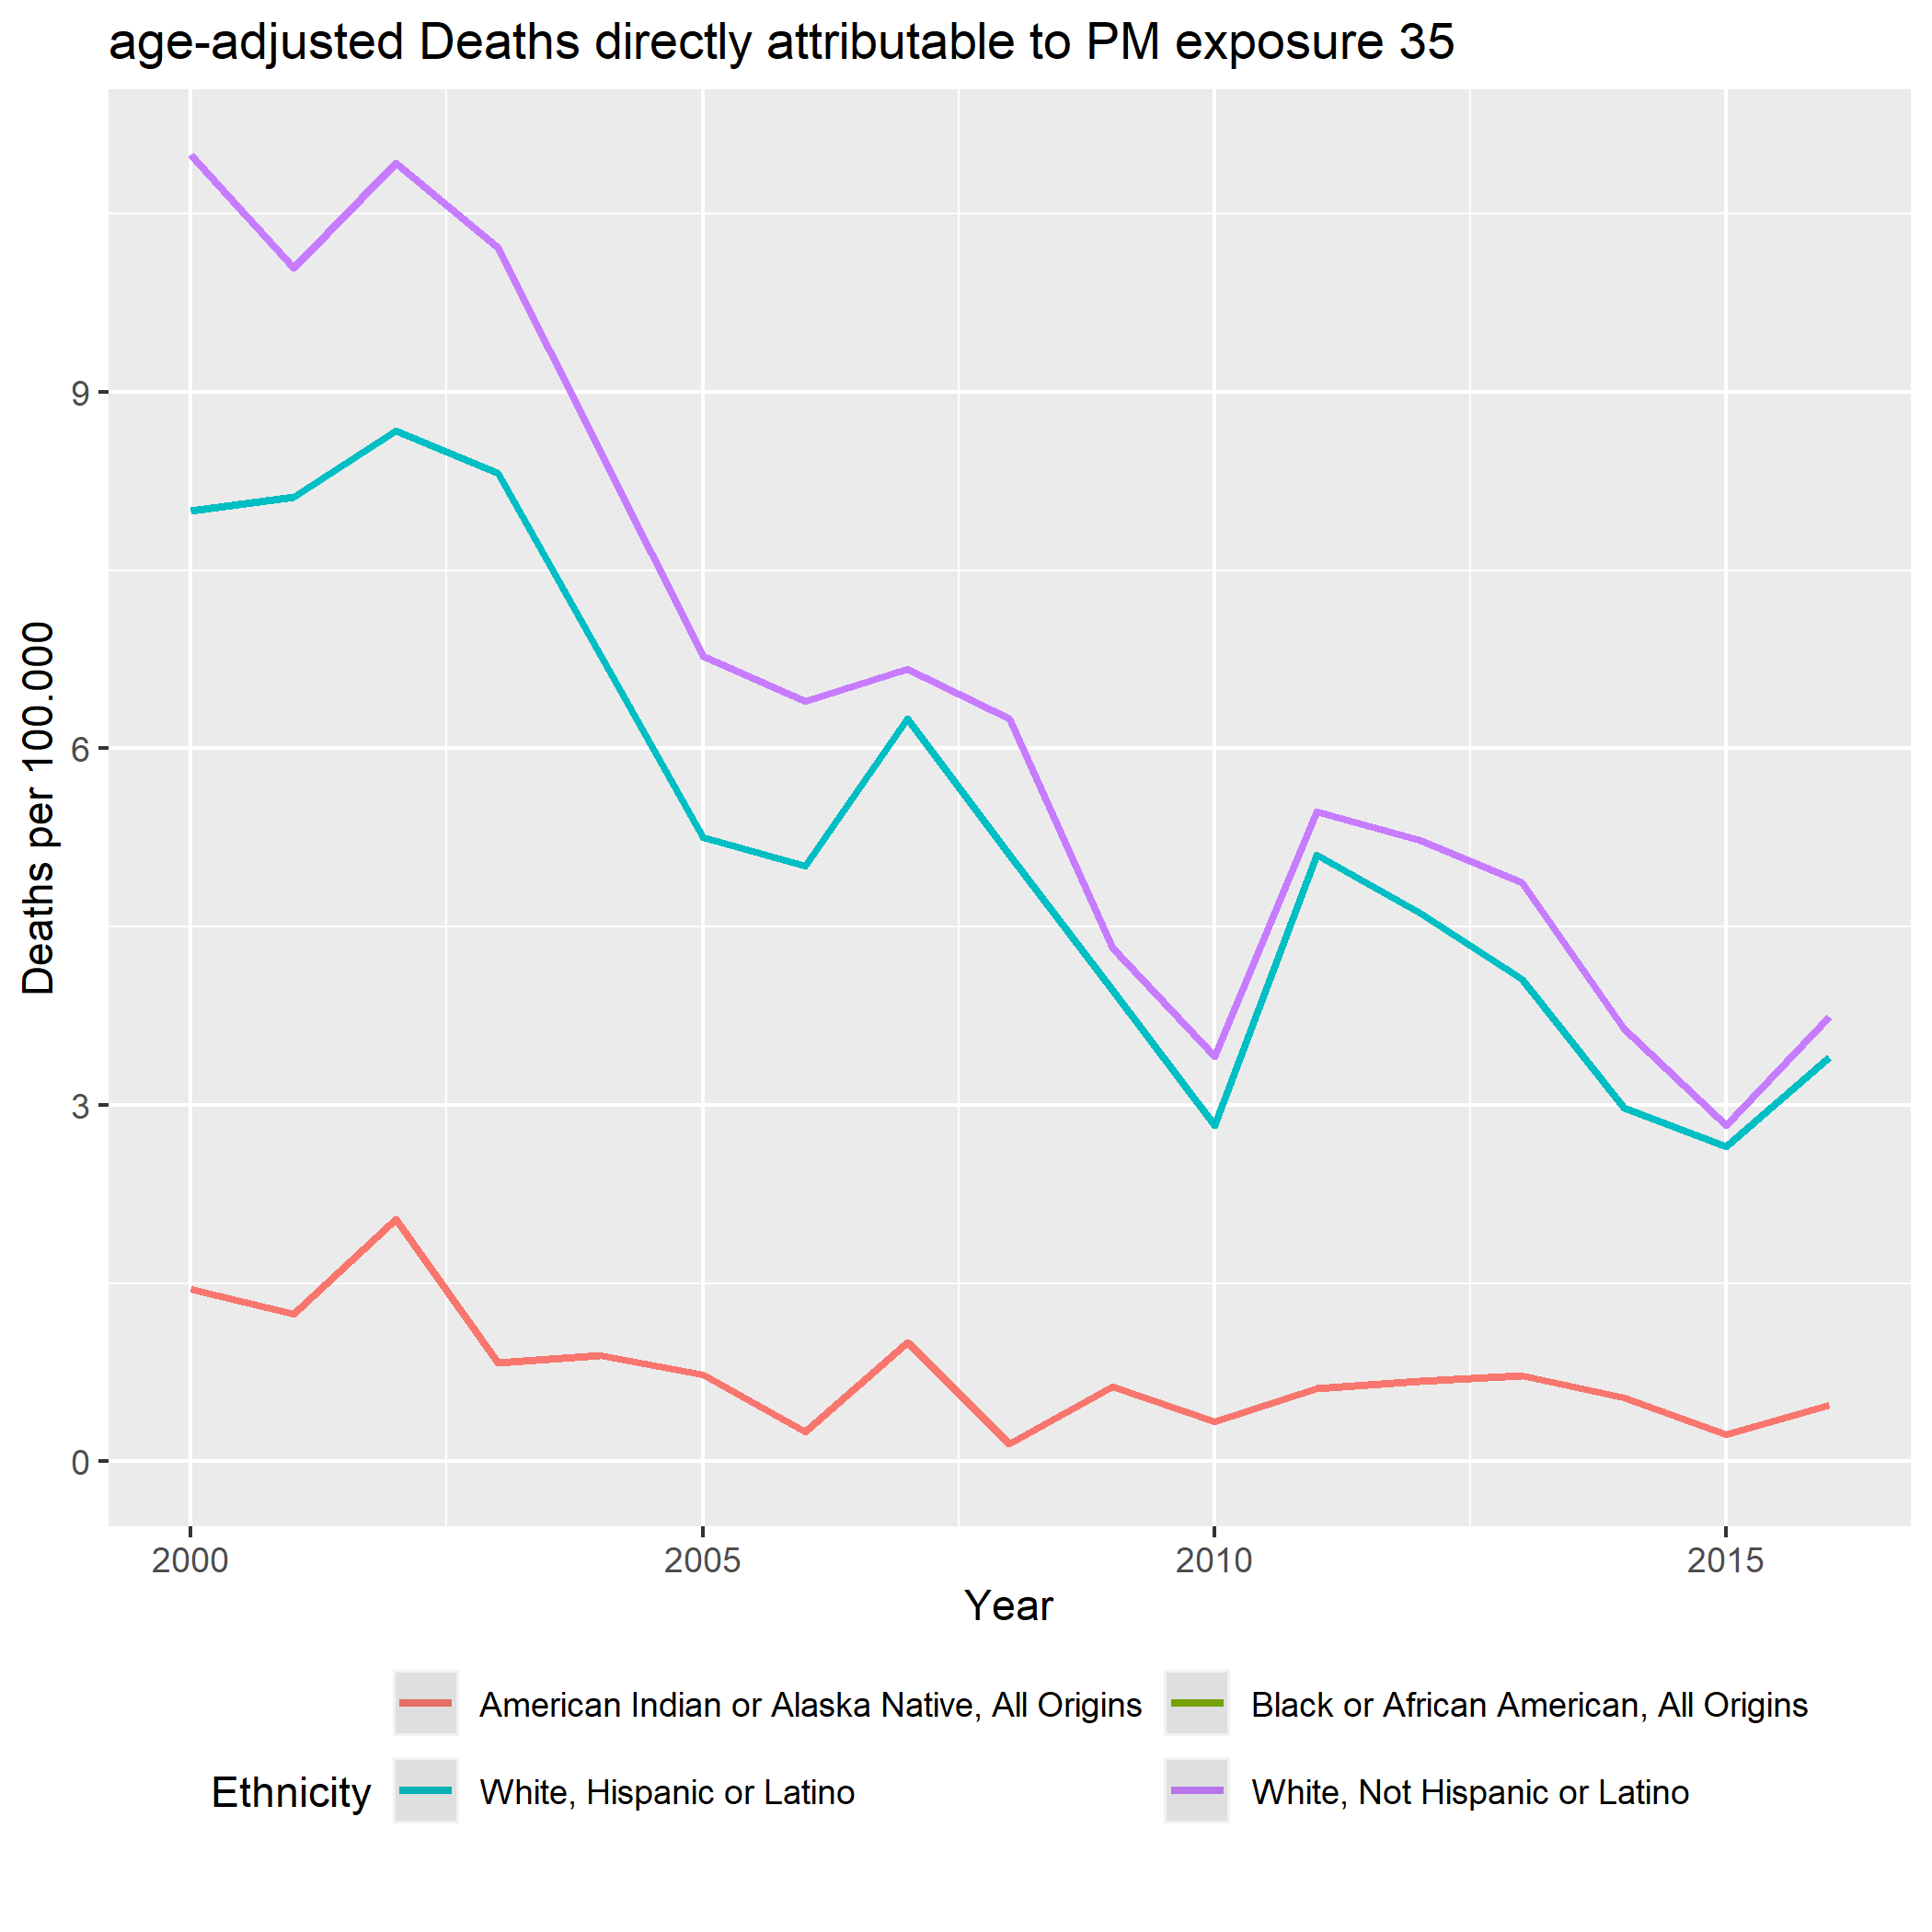 age-adjusted Deaths directly attributable to PM exposure 35
Deaths per 100.000
9
6
3
0
2000 2005 2010 2015
Year
Ethnicity
American Indian or Alaska Native, All Origins
Black or African American, All Origins
White, Hispanic or Latino
White, Not Hispanic or Latino